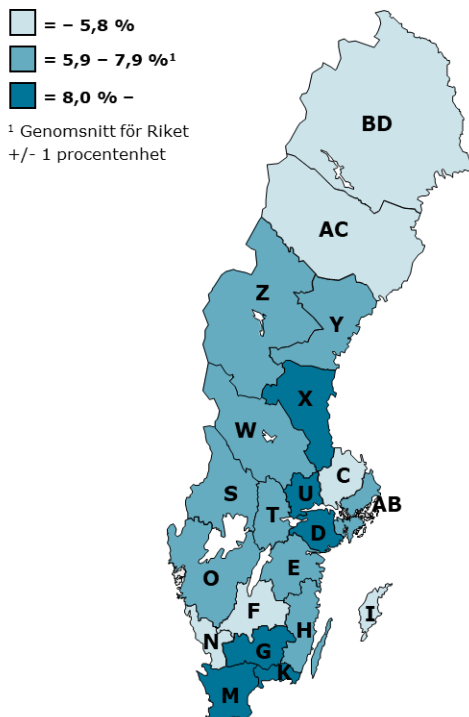 = – 5,8 %
= 5,9 – 7,9 %¹
= 8,0 % –
¹ Genomsnitt för Riket
+/- 1 procentenhet
BD
AC
Z
Y
X
W
C
U
AB
S
T
D
O
E
F
I
H
N
G
K
M